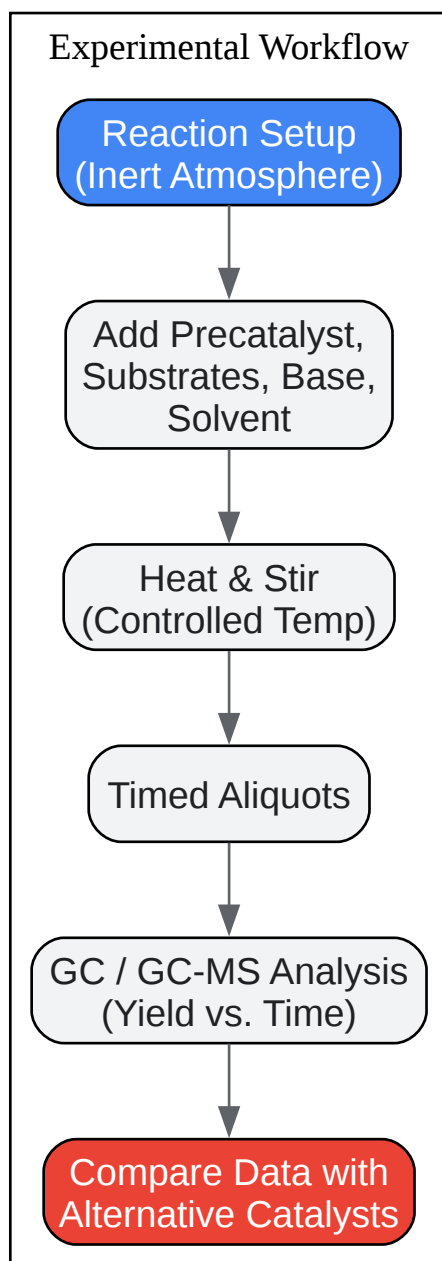 Experimental Workflow
Reaction Setup
(Inert Atmosphere)
Add Precatalyst,
Substrates, Base,
Solvent
Heat & Stir
(Controlled Temp)
Timed Aliquots
GC / GC-MS Analysis
(Yield vs. Time)
Compare Data with
Alternative Catalysts